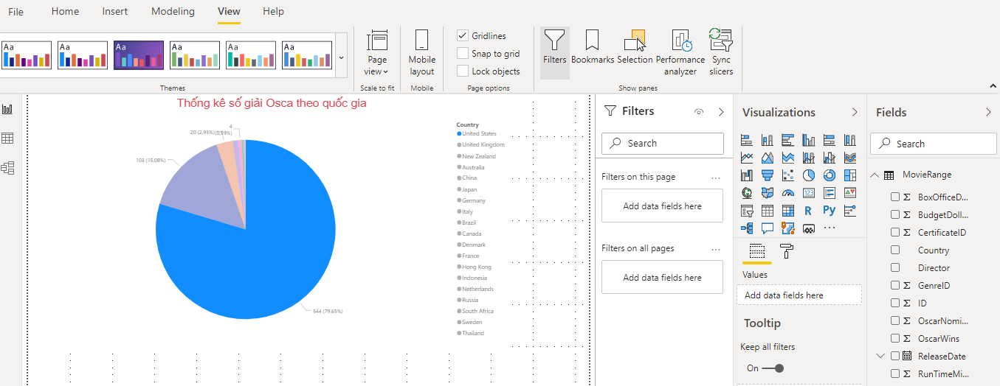 File
Home
Insert
Modeling
View
Help
Aa
Aa
Aa
Aa
Aa
Aa
Themes
Page
view
Scale to fit
Mobile
layout
Mobile
Gridlines
Snap to grid
Lock objects
Page options
Filters
Bookmarks
Selection
Performance
analyzer
Sync
slicers
Show panes
Thống kê số giải Osca theo quốc gia
4
20 (2,93%)
0,59%)
103 (15,08%)
544 (79,65%)
Country
United States
United Kingdom
New Zealand
Australia
China
Japan
Germany
Italy
Brazil
Canada
Denmark
France
Hong Kong
Indonesia
Netherlands
Russia
South Africa
Sweden
Thailand
Filters
Search
Filters on this page
...
Add data fields here
Filters on all pages
...
Add data fields here
Visualizations
123
R
Py
...
Values
Add data fields here
Tooltip
Keep all filters
On
Fields
Search
MovieRange
Σ BoxOfficeD...
Σ BudgetDoll...
Σ CertificateID
Country
Director
Σ GenreID
Σ ID
Σ OscarNomi...
Σ OscarWins
ReleaseDate
Σ RunTimeMi...